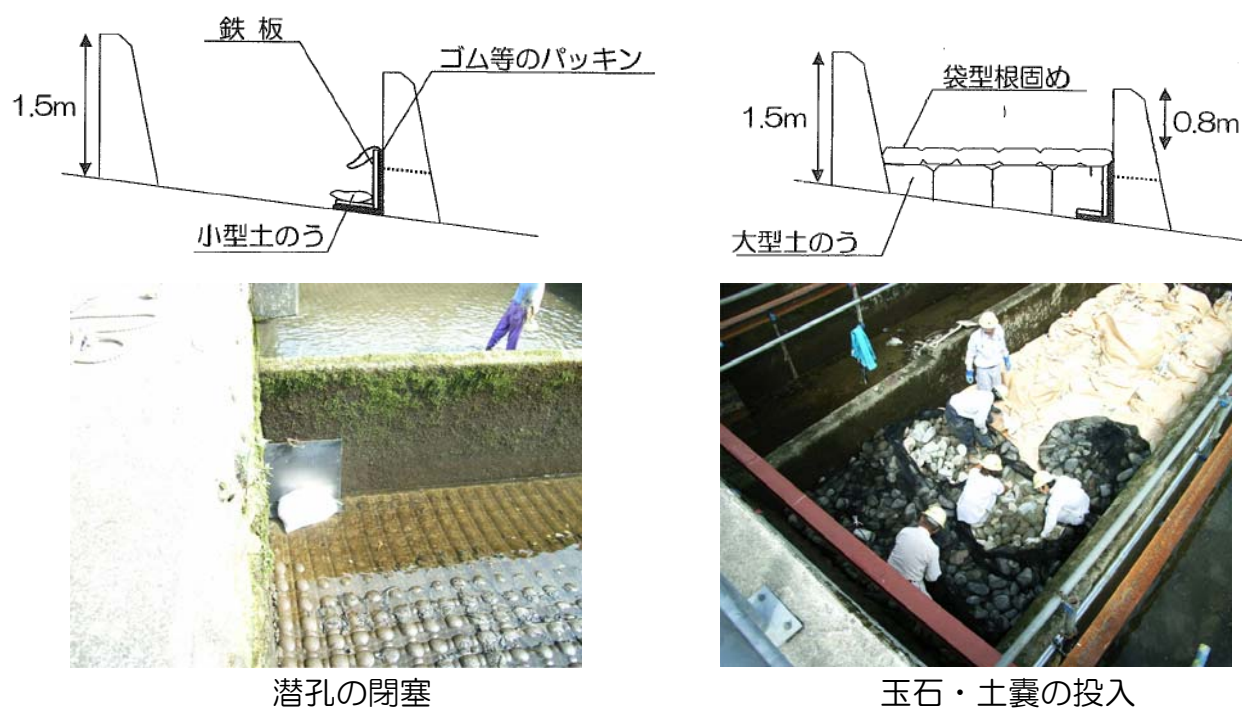 鉄 板
ゴム等のパッキン
1.5m
小型土のう
潜孔の閉塞
袋型根固め
1.5m
0.8m
大型土のう
玉石・土嚢の投入